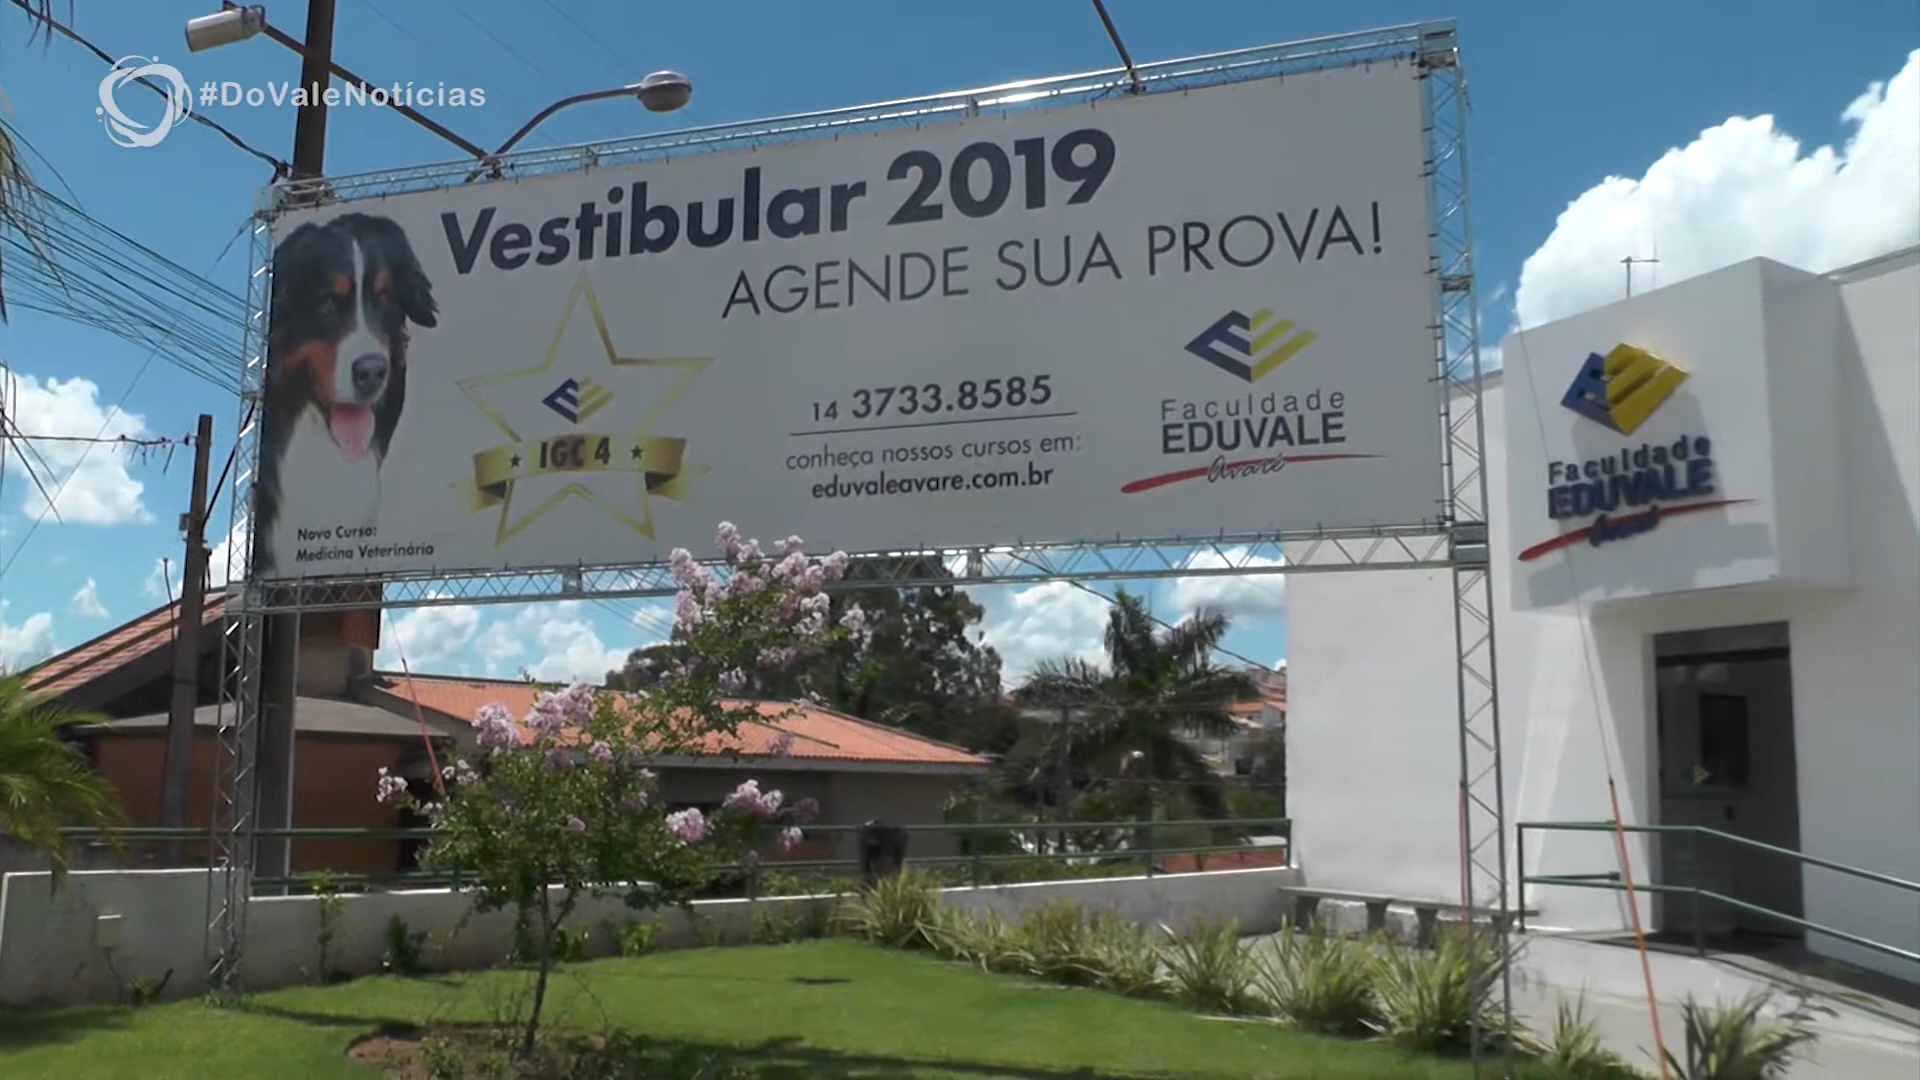 #DoValeNotícias
Vestibular 2019
AGENDE SUA PROVA!
IGC 4
14 3733.8585
conheça nossos cursos em:
eduvaleavare.com.br
Faculdade
EDUVALE
avaré
Novo Curso:
Medicina Veterinária
Faculdade
EDUVALE
avaré